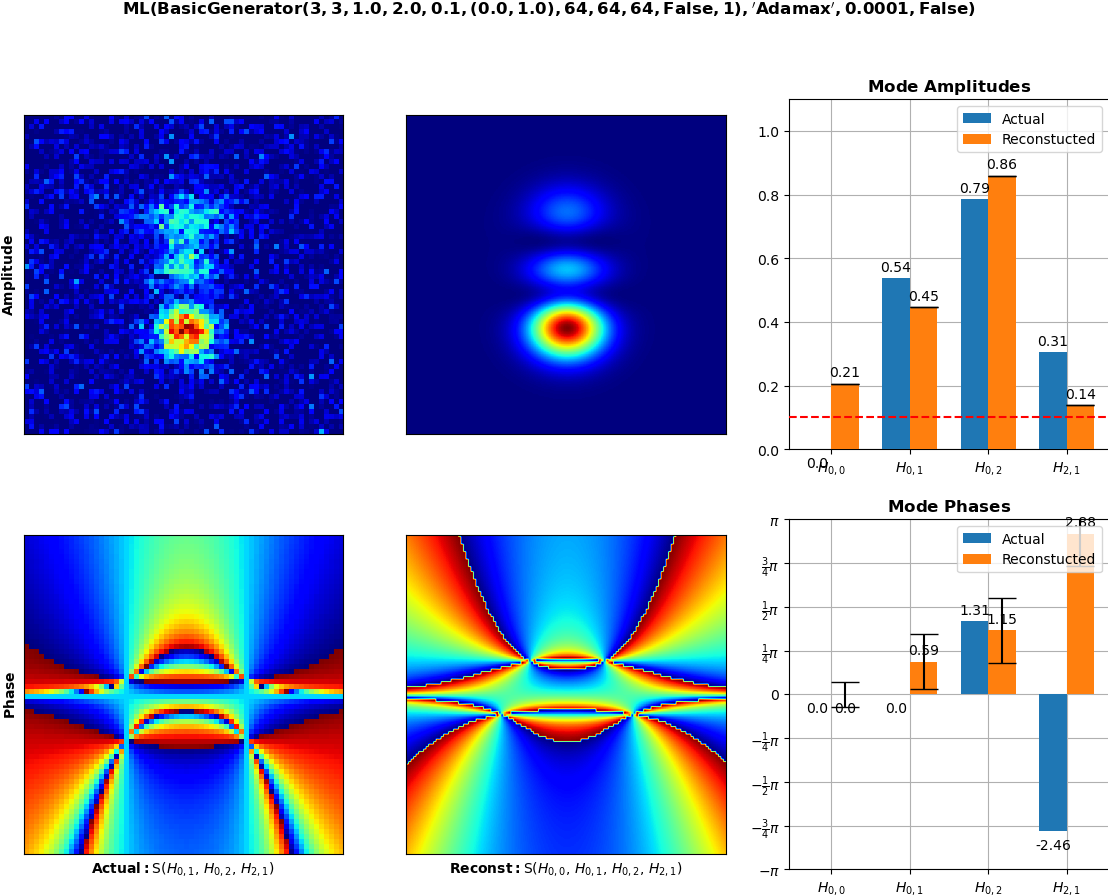 ML(BasicGenerator(3, 3, 1.0, 2.0, 0.1, (0.0, 1.0), 64, 64, 64, False, 1), ′Adamax′, 0.0001, False)
Amplitude
Mode Amplitudes
Actual
Reconstucted
1.0
0.8
0.6
0.4
0.2
0.0
0.0
0.21
0.54
0.45
0.79
0.86
0.31
0.14
H0,0
H0,1
H0,2
H2,1
Phase
Actual: S(H0,1, H0,2, H2,1)
Reconst: S(H0,0, H0,1, H0,2, H2,1)
Mode Phases
Actual
Reconstucted
π
3/4π
1/2π
1/4π
0
−1/4π
−1/2π
−3/4π
−π
0.0
0.0
0.0
0.59
1.31
1.15
-2.46
2.88
H0,0
H0,1
H0,2
H2,1